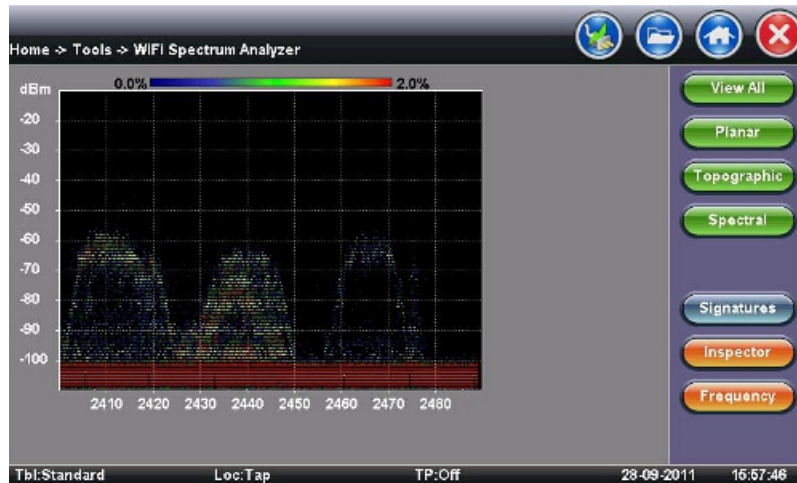 Home -> Tools -> WiFi Spectrum Analyzer
dBm
0.0%
2.0%
-20
-30
-40
-50
-60
-70
-80
-90
-100
2410 2420 2430 2440 2450 2460 2470 2480
View All
Planar
Topographic
Spectral
Signatures
Inspector
Frequency
Tbl:Standard Loc:Tap TP:Off 28-09-2011 15:57:46